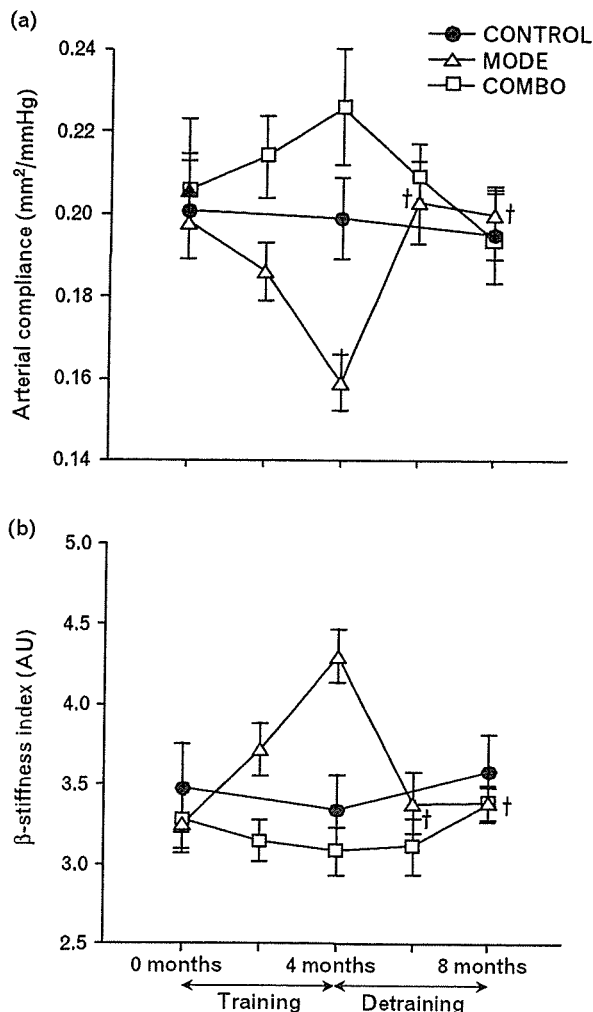 (a)
CONTROL
MODE
COMBO
Arterial compliance (mm²/mmHg)
0.24
0.22
0.20
0.18
0.16
0.14
†
†
(b)
β-stiffness index (AU)
5.0
4.5
4.0
3.5
3.0
2.5
†
†
0 months 4 months 8 months
Training Detraining